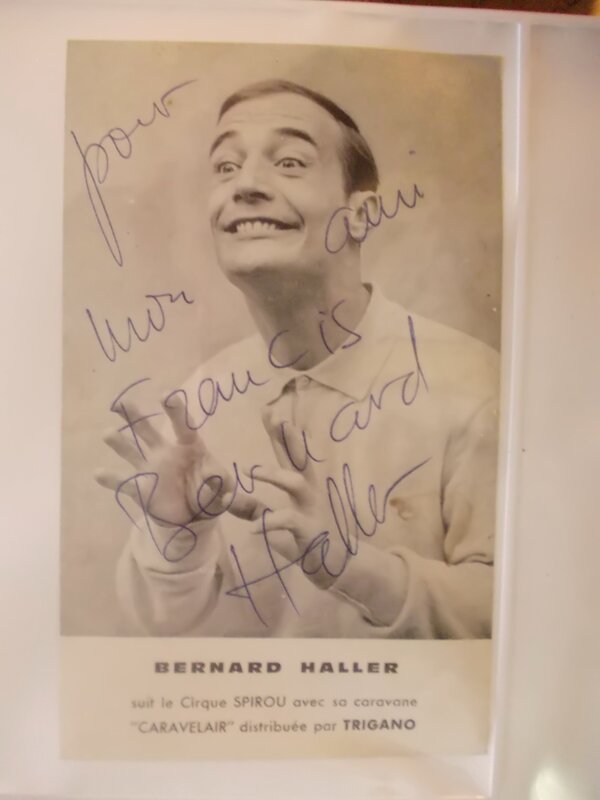 pour
mon ami
Francis
Bernard
Haller
BERNARD HALLER
suit le Cirque SPIROU avec sa caravane
"CARAVELAIR" distribuée par TRIGANO